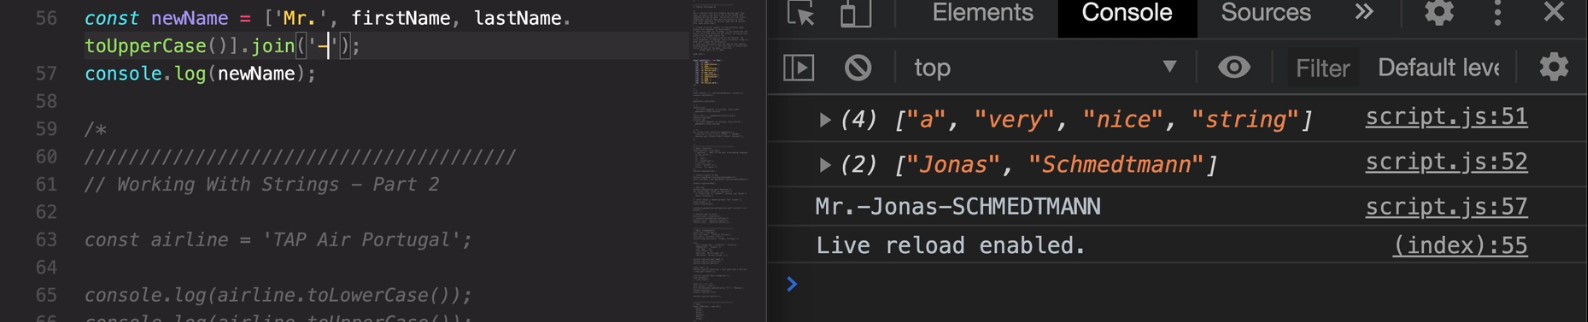 56 const newName = ['Mr.', firstName, lastName.
toUpperCase()].join('-');
57 console.log(newName);
58
59 /*
60 ///////////////////////////////////////
61 // Working With Strings - Part 2
62
63 const airline = 'TAP Air Portugal';
64
65 console.log(airline.toLowerCase());
66 console.log(airline.toUpperCase());
Elements Console Sources »
top Filter Default leve
(4) ["a", "very", "nice", "string"] script.js:51
(2) ["Jonas", "Schmedtmann"] script.js:52
Mr.-Jonas-SCHMEDTMANN script.js:57
Live reload enabled. (index):55
>